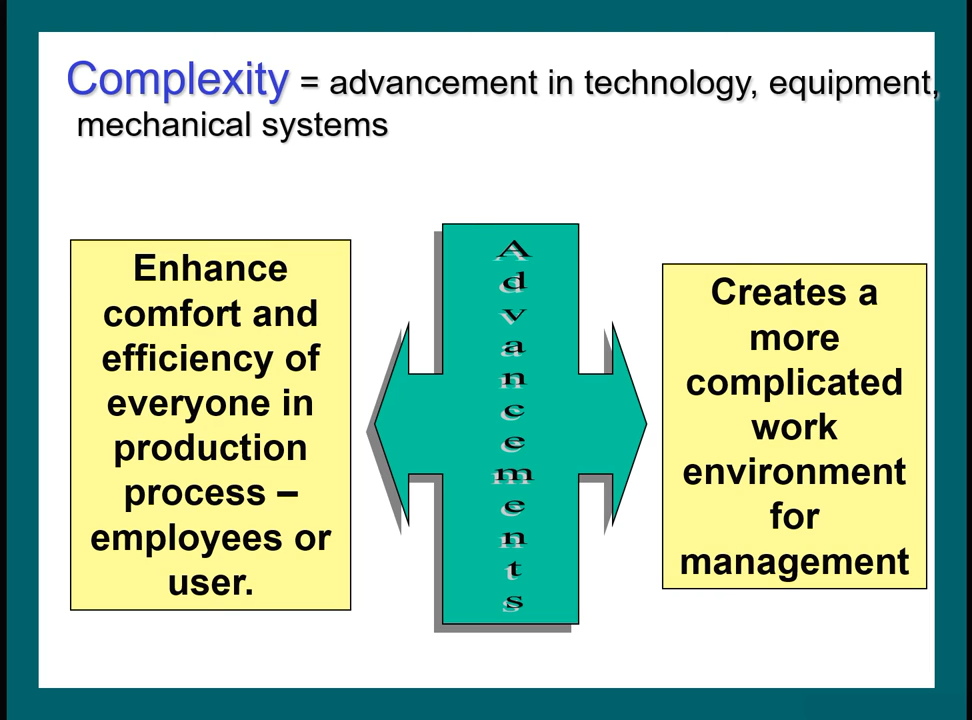 Complexity = advancement in technology, equipment,
mechanical systems
Enhance
comfort and
efficiency of
everyone in
production
process –
employees or
user.
Advancements
Creates a
more
complicated
work
environment
for
management